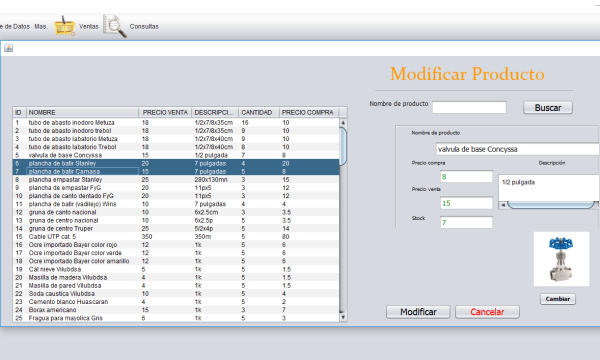 e de Datos Mas. Ventas Consultas
Modificar Producto
Nombre de producto Buscar
ID NOMBRE PRECIO VENTA DESCRIPCI... CANTIDAD PRECIO COMPRA
1 tubo de abasto inodoro Metuza 18 1/2x7/8x35cm 16 10
2 tubo de abasto inodoro trebol 18 1/2x7/8x35cm 9 10
3 tubo de abasto labatorio Metuza 18 1/2x7/8x40cm 9 10
4 tubo de abasto labatorio Trebol 18 1/2x7/8x40cm 8 10
5 valvula de base Concyssa 15 1/2 pulgada 7 8
6 plancha de batir Stanley 20 7 pulgadas 4 20
7 plancha de batir Camasa 15 7 pulgadas 5 8
8 plancha empastar Stanley 25 280x130mn 3 15
9 plancha de empastar FyG 20 11px5 3 12
10 plancha de canto dentado FyG 20 11px5 3 12
11 plancha de batir (vadilejo) Wins 10 7 pulgadas 4 4
12 gruna de canto nacional 10 6x2.5cm 3 3.5
13 gruna de centro nacional 10 6x2.5p 5 3.5
14 gruna de centro Truper 25 5/2x4p 5 14
15 Cable UTP cat. 5 350 350m 5 80
16 Ocre importado Bayer color rojo 12 1k 5 6
17 Ocre importado Bayer color verde 12 1k 5 6
18 Ocre importado Bayer color amarillo 12 1k 5 6
19 Cal nieve Vilubdsa 5 1k 5 1.5
20 Masilla de madera Vilubdsa 4 1k 5 1.5
21 Masilla de pared Vilubdsa 4 1k 5 1.5
22 Soda caustica Vilubdsa 10 1k 5 4
23 Cemento blanco Huascaran 4 1k 5 2
24 Borax americano 15 1k 3 7
25 Fragua para mayolica Gris 6 1k 5 3
Nombre de producto
valvula de base Concyssa
Precio compra Descripción
8
1/2 pulgada
Precio venta
15
Stock
7
Cambiar
Modificar Cancelar